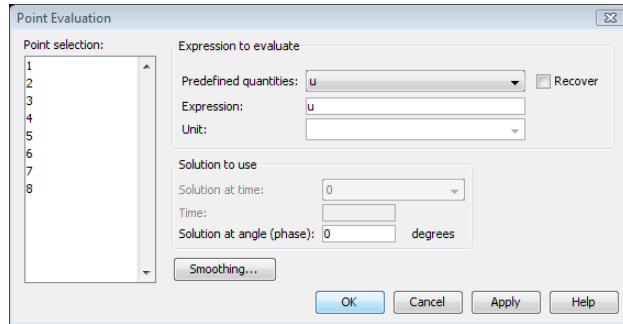 Point Evaluation
Point selection:
1
2
3
4
5
6
7
8
Expression to evaluate
Predefined quantities: u Recover
Expression: u
Unit:
Solution to use
Solution at time: 0
Time:
Solution at angle (phase): 0 degrees
Smoothing...
OK Cancel Apply Help